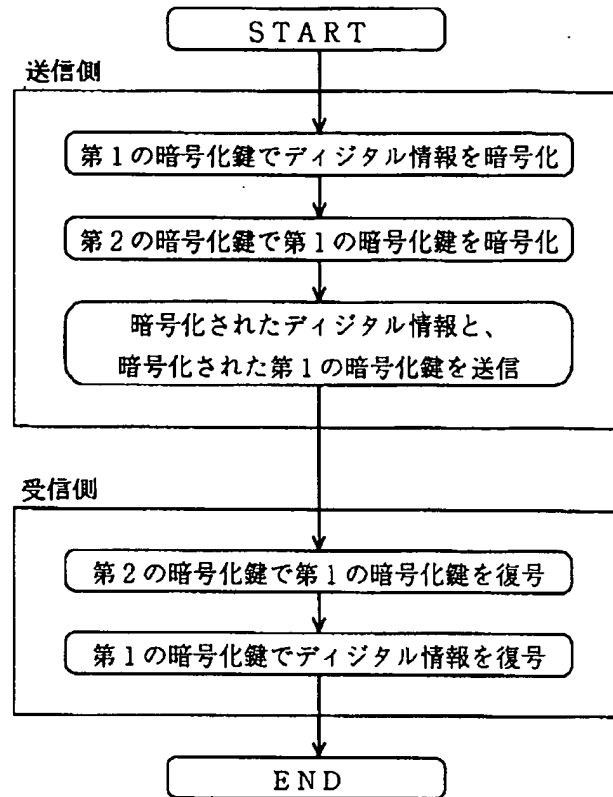 START
送信側
第1の暗号化鍵でディジタル情報を暗号化
第2の暗号化鍵で第1の暗号化鍵を暗号化
暗号化されたディジタル情報と、
暗号化された第1の暗号化鍵を送信
受信側
第2の暗号化鍵で第1の暗号化鍵を復号
第1の暗号化鍵でディジタル情報を復号
END